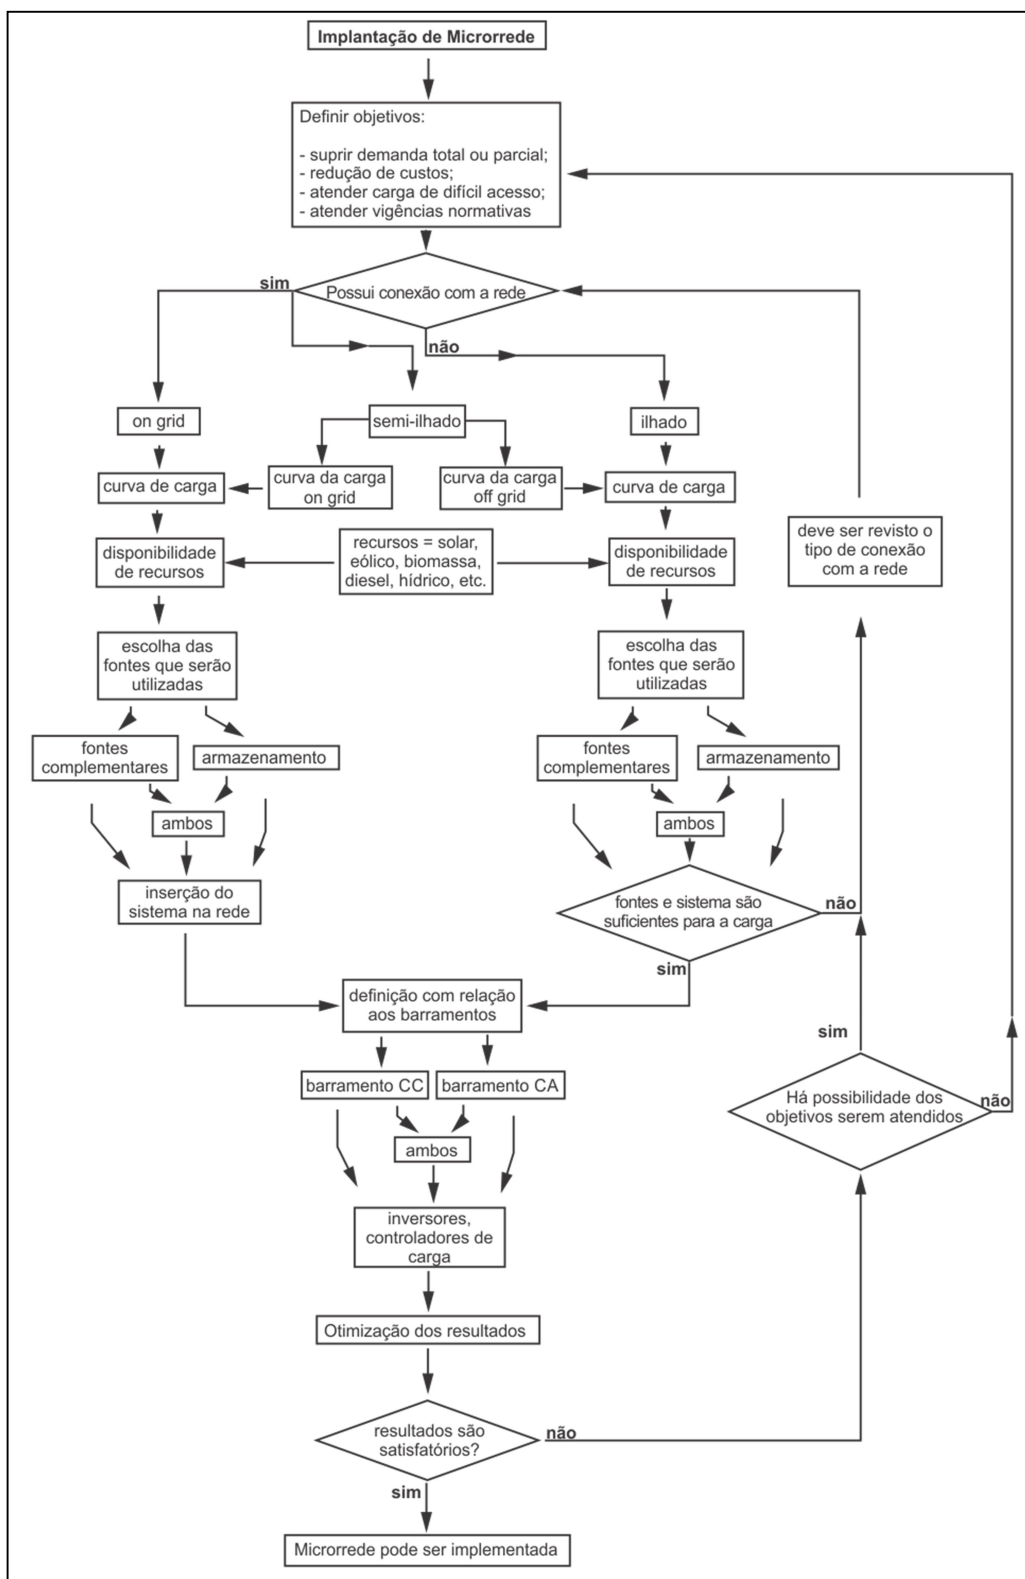 Implantação de Microrrede
Definir objetivos:
- suprir demanda total ou parcial;
- redução de custos;
- atender carga de difícil acesso;
- atender vigências normativas
sim
Possui conexão com a rede
não
on grid
semi-ilhado
ilhado
curva de carga
curva da carga
on grid
curva da carga
off grid
curva de carga
deve ser revisto o
tipo de conexão
com a rede
disponibilidade
de recursos
recursos = solar,
eólico, biomassa,
diesel, hídrico, etc.
disponibilidade
de recursos
escolha das
fontes que serão
utilizadas
escolha das
fontes que serão
utilizadas
fontes
complementares
armazenamento
fontes
complementares
armazenamento
ambos
ambos
inserção do
sistema na rede
fontes e sistema são
suficientes para a carga
não
sim
definição com relação
aos barramentos
sim
barramento CC
barramento CA
Há possibilidade dos
objetivos serem atendidos
não
ambos
inversores,
controladores de
carga
Otimização dos resultados
resultados são
satisfatórios?
não
sim
Microrrede pode ser implementada